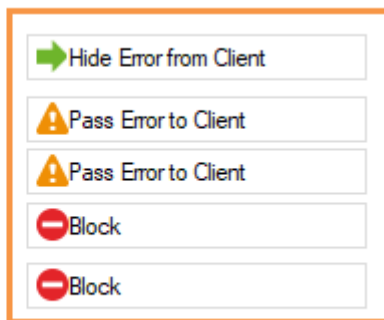 Hide Error from Client
Pass Error to Client
Pass Error to Client
Block
Block